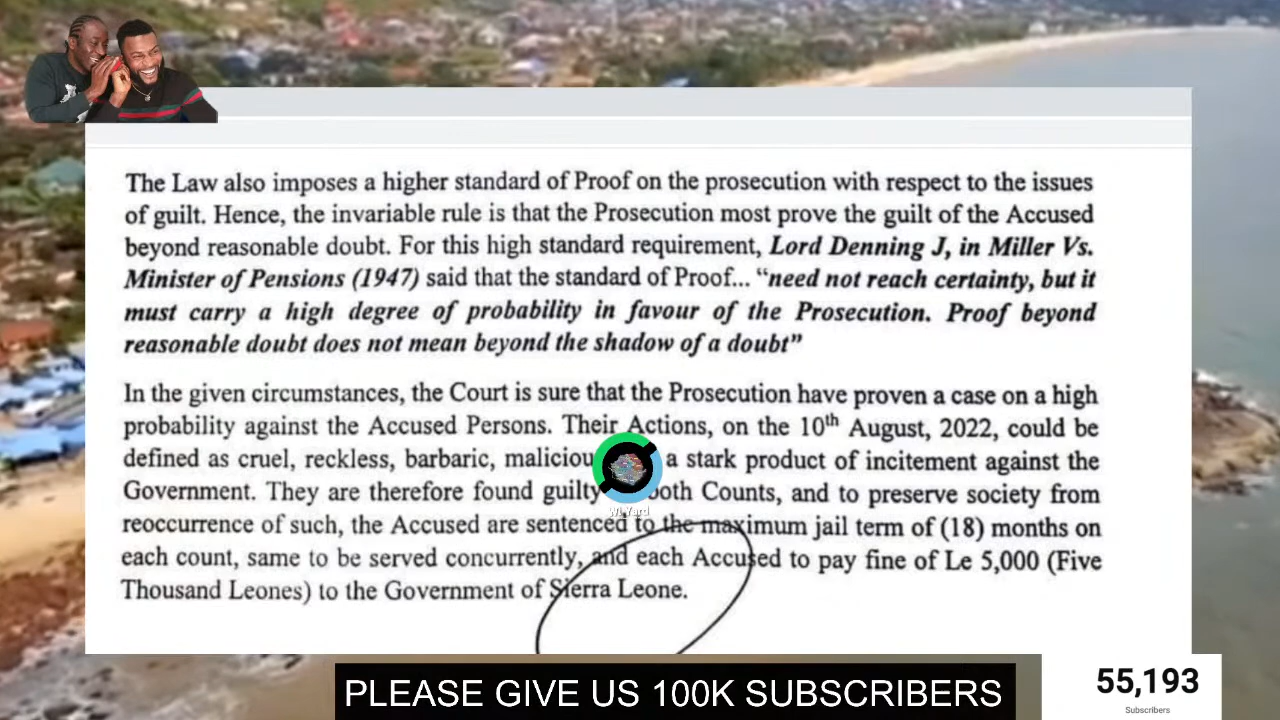 The Law also imposes a higher standard of Proof on the prosecution with respect to the issues
of guilt. Hence, the invariable rule is that the Prosecution most prove the guilt of the Accused
beyond reasonable doubt. For this high standard requirement, Lord Denning J, in Miller Vs.
Minister of Pensions (1947) said that the standard of Proof... “need not reach certainty, but it
must carry a high degree of probability in favour of the Prosecution. Proof beyond
reasonable doubt does not mean beyond the shadow of a doubt”
In the given circumstances, the Court is sure that the Prosecution have proven a case on a high
probability against the Accused Persons. Their Actions, on the 10th August, 2022, could be
defined as cruel, reckless, barbaric, a stark product of incitement against the
Government. They are therefore found guilty both Counts, and to preserve society from
reoccurrence of such, the Accused are sentenced to the maximum jail term of (18) months on
each count, same to be served concurrently, and each Accused to pay fine of Le 5,000 (Five
Thousand Leones) to the Government of Sierra Leone.
PLEASE GIVE US 100K SUBSCRIBERS
55,193
Subscribers